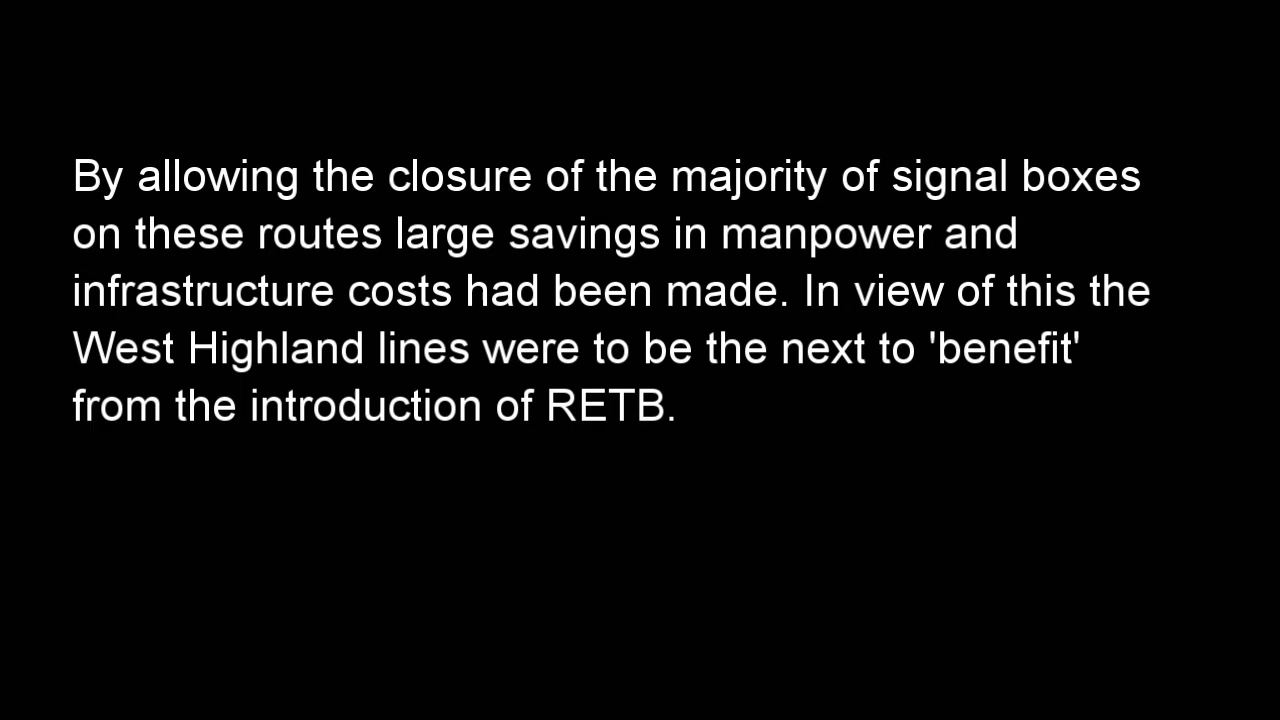 By allowing the closure of the majority of signal boxes
on these routes large savings in manpower and
infrastructure costs had been made. In view of this the
West Highland lines were to be the next to 'benefit'
from the introduction of RETB.